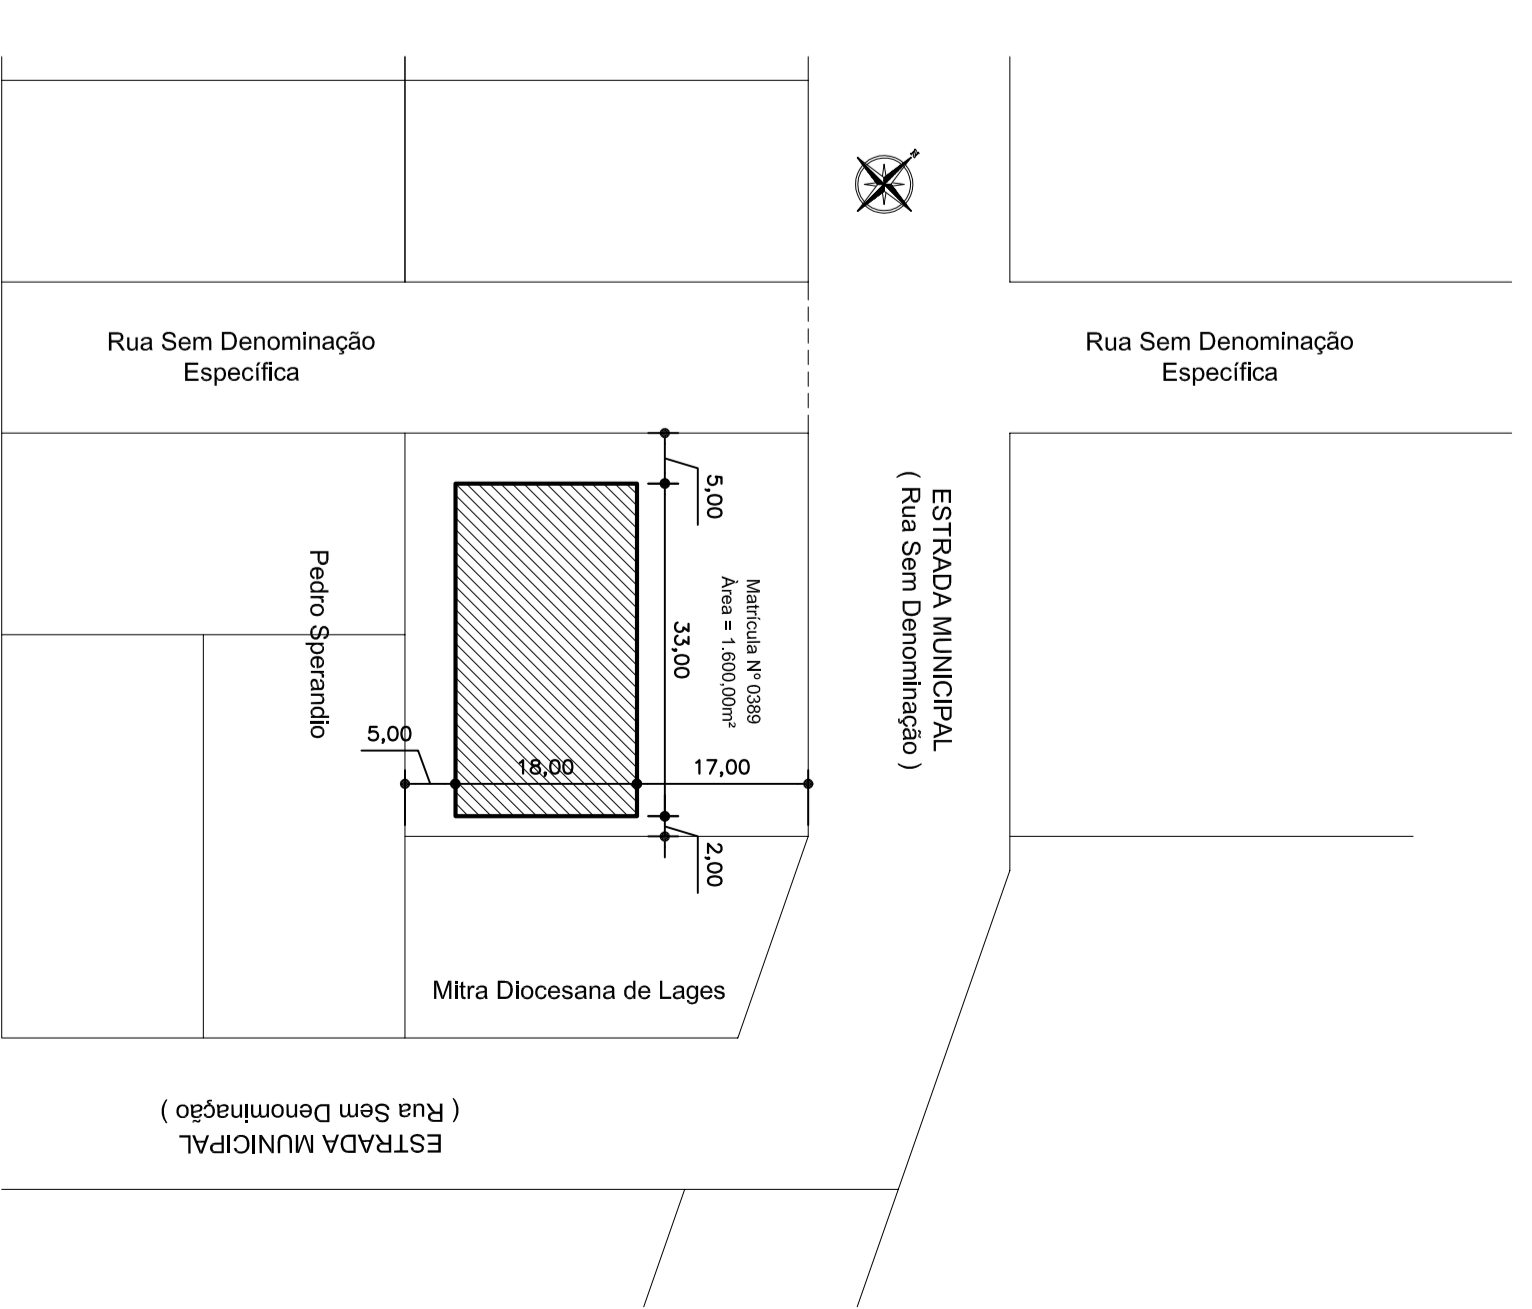 N
Rua Sem Denominação
Específica
Rua Sem Denominação
Específica
ESTRADA MUNICIPAL
( Rua Sem Denominação )
5,00
33,00
Matrícula Nº 0389
Àrea = 1.600,00m²
Pedro Sperandio
5,00
18,00
17,00
2,00
Mitra Diocesana de Lages
ESTRADA MUNICIPAL
( Rua Sem Denominação )